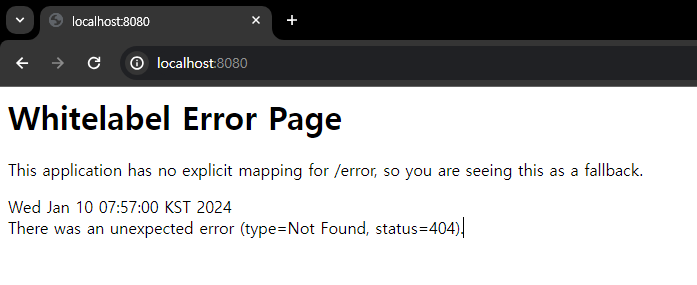 localhost:8080
localhost:8080
Whitelabel Error Page
This application has no explicit mapping for /error, so you are seeing this as a fallback.
Wed Jan 10 07:57:00 KST 2024
There was an unexpected error (type=Not Found, status=404).